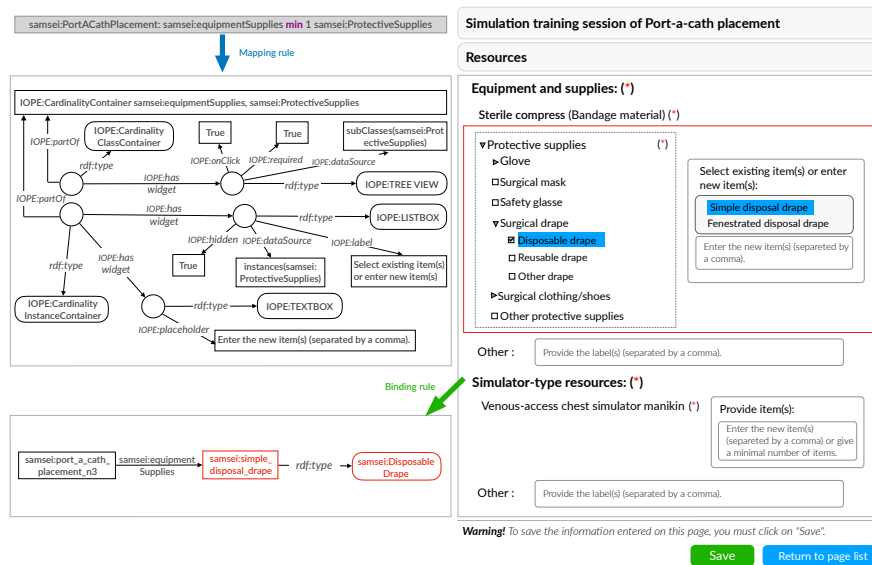 samsei:PortACathPlacement: samsei:equipmentSupplies min 1 samsei:ProtectiveSupplies
Mapping rule
IOPE:CardinalityContainer samsei:equipmentSupplies, samsei:ProtectiveSupplies
IOPE:partOf
IOPE:Cardinality
ClassContainer
rdf:type
True
IOPE:onClick
True
IOPE:required
subClasses(samsei:Prot
ectiveSupplies)
IOPE:dataSource
IOPE:partOf
IOPE:has
widget
rdf:type
IOPE:TREE VIEW
IOPE:has
widget
rdf:type
IOPE:LISTBOX
IOPE:hidden
IOPE:dataSource
IOPE:label
rdf:type
IOPE:has
widget
True
instances(samsei:
ProtectiveSupplies)
Select existing item(s)
or enter new item(s)
IOPE:Cardinality
InstanceContainer
rdf:type
IOPE:TEXTBOX
IOPE:placeholder
Enter the new item(s) (separated by a comma).
Binding rule
samsei:port_a_cath_
placement_n3
samsei:equipment
Supplies
samsei:simple_
disposal_drape
rdf:type
samsei:Disposable
Drape
Simulation training session of Port-a-cath placement
Resources
Equipment and supplies: (*)
Sterile compress (Bandage material) (*)
Protective supplies (*)
Glove
Surgical mask
Safety glasse
Surgical drape
Disposable drape
Reusable drape
Other drape
Surgical clothing/shoes
Other protective supplies
Select existing item(s) or enter
new item(s):
Simple disposal drape
Fenestrated disposal drape
Enter the new item(s) (separeted by
a comma).
Other : Provide the label(s) (separated by a comma).
Simulator-type resources: (*)
Venous-access chest simulator manikin (*)
Provide item(s):
Enter the new item(s)
(separeted by a comma) or give
a minimal number of items.
Other : Provide the label(s) (separated by a comma).
Warning! To save the information entered on this page, you must click on "Save".
Save
Return to page list